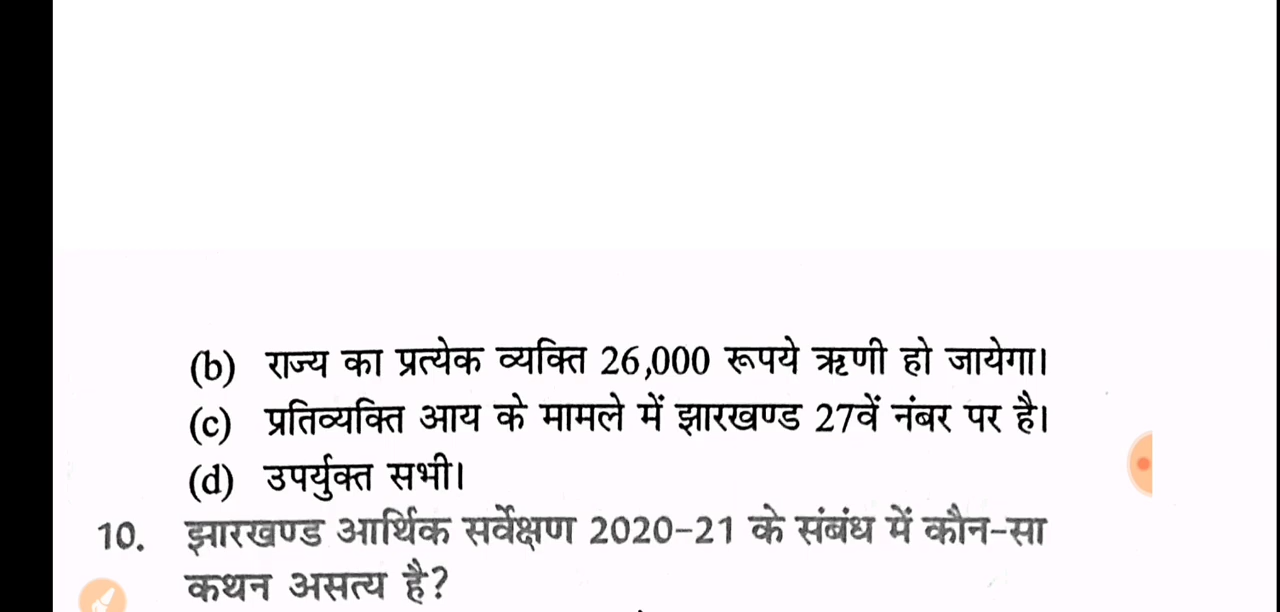 (b) राज्य का प्रत्येक व्यक्ति 26,000 रूपये ऋणी हो जायेगा।
(c) प्रतिव्यक्ति आय के मामले में झारखण्ड 27वें नंबर पर है।
(d) उपर्युक्त सभी।
10. झारखण्ड आर्थिक सर्वेक्षण 2020-21 के संबंध में कौन-सा
कथन असत्य है?